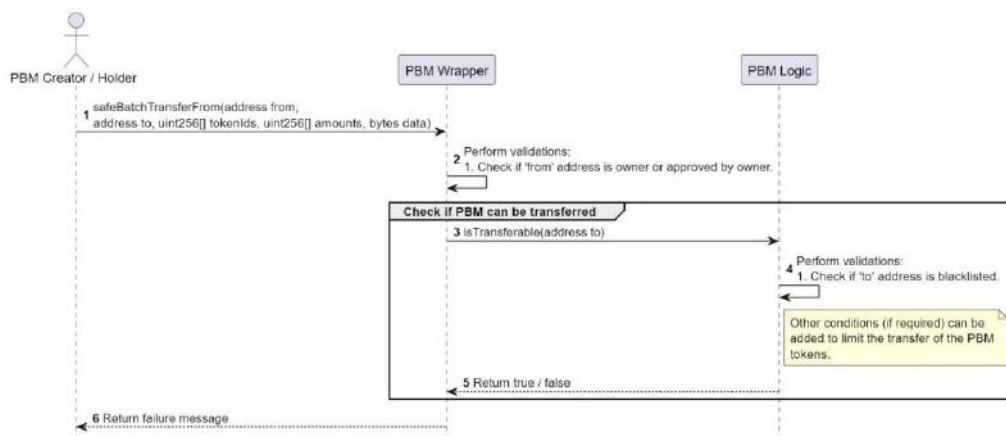 PBM Creator / Holder
PBM Wrapper
PBM Logic
1 safeBatchTransferFrom(address from,
address to, uint256[] tokenIds, uint256[] amounts, bytes data)
2 Perform validations:
1. Check if 'from' address is owner or approved by owner.
Check if PBM can be transferred
3 isTransferable(address to)
4 Perform validations:
1. Check if 'to' address is blacklisted.
Other conditions (if required) can be
added to limit the transfer of the PBM
tokens.
5 Return true / false
6 Return failure message